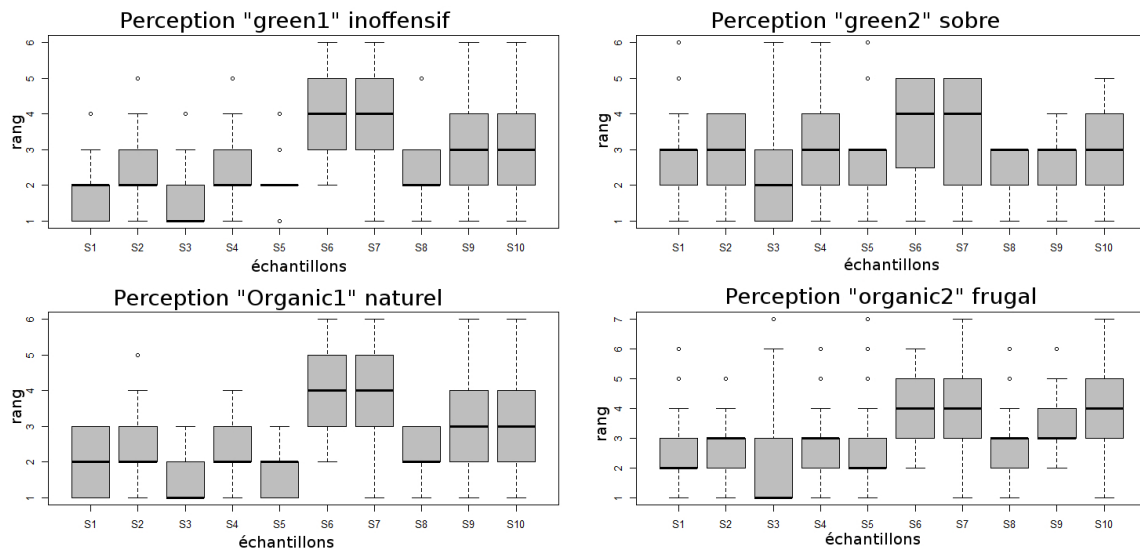 Perception "green1" inoffensif
6
5
4
3
2
1
rang
S1 S2 S3 S4 S5 S6 S7 S8 S9 S10
échantillons
Perception "green2" sobre
6
5
4
3
2
1
rang
S1 S2 S3 S4 S5 S6 S7 S8 S9 S10
échantillons
Perception "Organic1" naturel
6
5
4
3
2
1
rang
S1 S2 S3 S4 S5 S6 S7 S8 S9 S10
échantillons
Perception "organic2" frugal
7
6
5
4
3
2
1
rang
S1 S2 S3 S4 S5 S6 S7 S8 S9 S10
échantillons